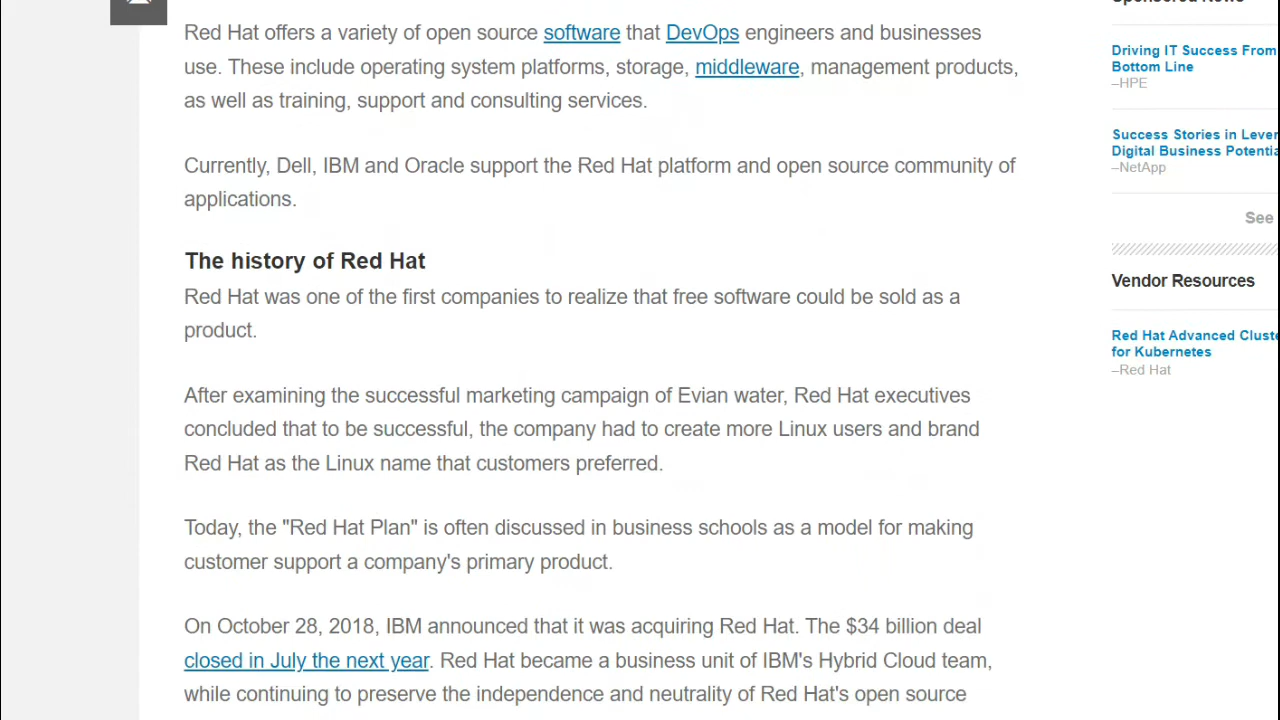 Red Hat offers a variety of open source software that DevOps engineers and businesses
use. These include operating system platforms, storage, middleware, management products,
as well as training, support and consulting services.
Currently, Dell, IBM and Oracle support the Red Hat platform and open source community of
applications.
The history of Red Hat
Red Hat was one of the first companies to realize that free software could be sold as a
product.
After examining the successful marketing campaign of Evian water, Red Hat executives
concluded that to be successful, the company had to create more Linux users and brand
Red Hat as the Linux name that customers preferred.
Today, the "Red Hat Plan" is often discussed in business schools as a model for making
customer support a company's primary product.
On October 28, 2018, IBM announced that it was acquiring Red Hat. The $34 billion deal
closed in July the next year. Red Hat became a business unit of IBM's Hybrid Cloud team,
while continuing to preserve the independence and neutrality of Red Hat's open source
Sponsored News
Driving IT Success From
Bottom Line
–HPE
Success Stories in Lever
Digital Business Potentia
–NetApp
See
Vendor Resources
Red Hat Advanced Cluste
for Kubernetes
–Red Hat